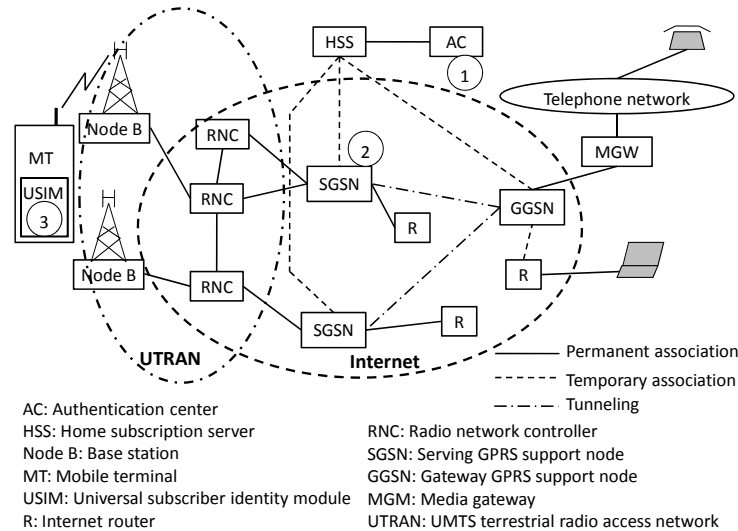 HSS
AC
1
Telephone network
Node B
RNC
MGW
MT
2
USIM
SGSN
3
RNC
GGSN
R
Node B
R
RNC
SGSN
R
UTRAN
Internet
Permanent association
Temporary association
Tunneling
AC: Authentication center
HSS: Home subscription server
Node B: Base station
MT: Mobile terminal
USIM: Universal subscriber identity module
R: Internet router
RNC: Radio network controller
SGSN: Serving GPRS support node
GGSN: Gateway GPRS support node
MGM: Media gateway
UTRAN: UMTS terrestrial radio access network